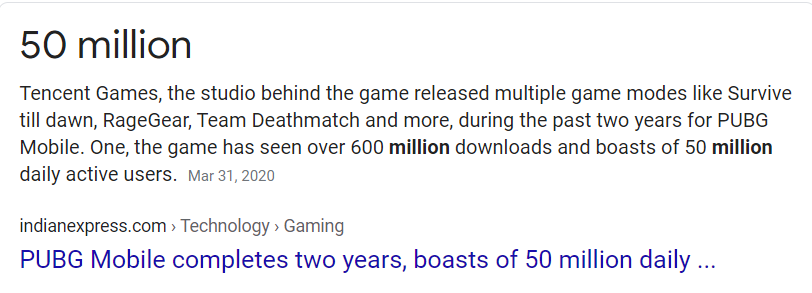 50 million
Tencent Games, the studio behind the game released multiple game modes like Survive
till dawn, RageGear, Team Deathmatch and more, during the past two years for PUBG
Mobile. One, the game has seen over 600 million downloads and boasts of 50 million
daily active users. Mar 31, 2020
indianexpress.com › Technology › Gaming
PUBG Mobile completes two years, boasts of 50 million daily ...